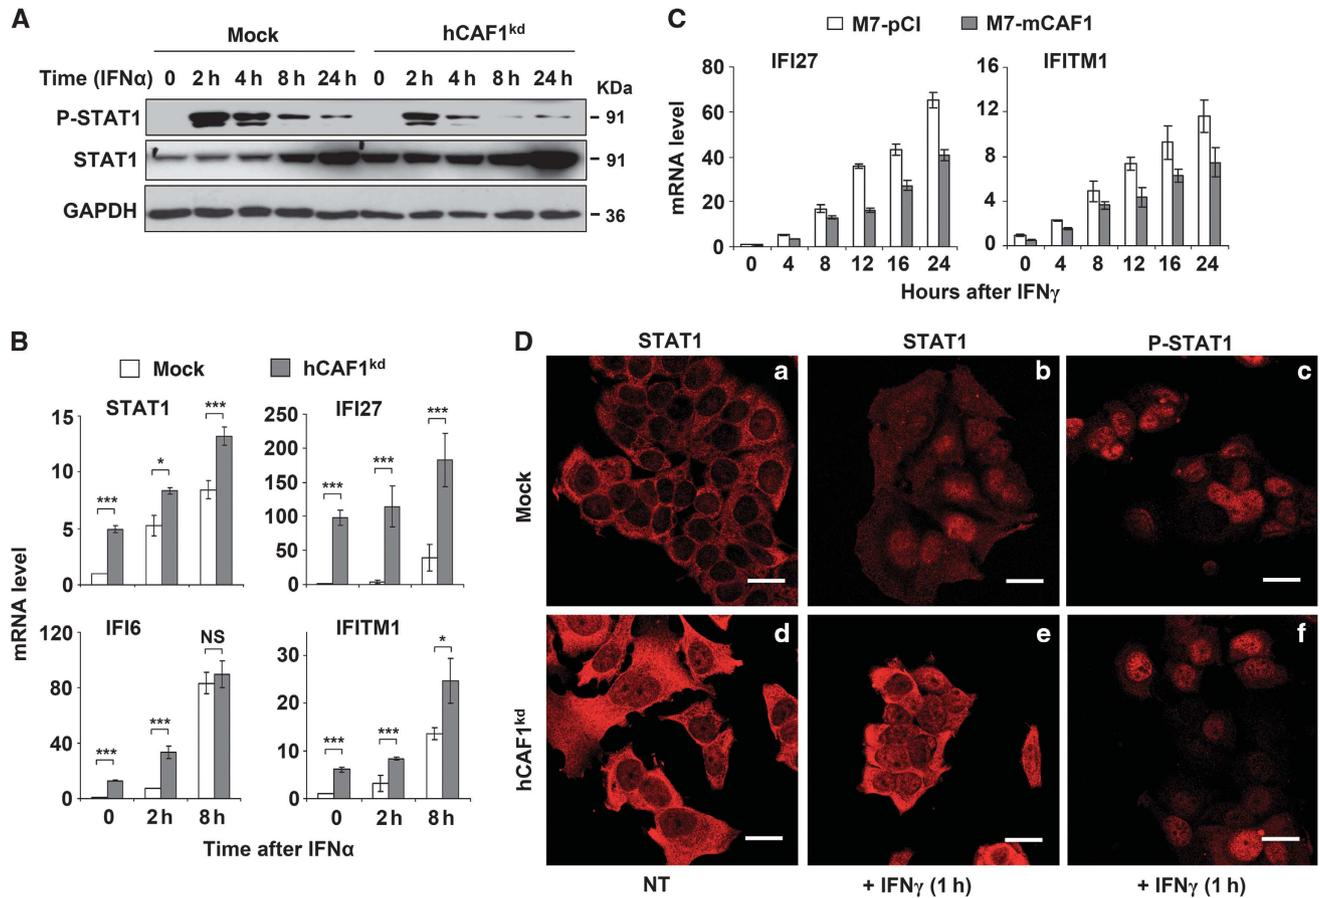 A
Mock hCAF1kd
Time (IFNα) 0 2 h 4 h 8 h 24 h 0 2 h 4 h 8 h 24 h KDa
P-STAT1 91
STAT1 91
GAPDH 36
C
M7-pCI M7-mCAF1
IFI27 IFITM1
mRNA level
80
60
40
20
0
0 4 8 12 16 24
16
12
8
4
0
0 4 8 12 16 24
Hours after IFNγ
B
Mock hCAF1kd
mRNA level
STAT1
15
10
5
0
***
*
***
IFI27
250
200
150
100
50
0
***
***
***
IFI6
120
80
40
0
***
***
NS
0 2 h 8 h
IFITM1
30
20
10
0
***
***
*
0 2 h 8 h
Time after IFNα
D
STAT1 STAT1 P-STAT1
Mock
a b c
hCAF1kd
d e f
NT + IFNγ (1 h) + IFNγ (1 h)